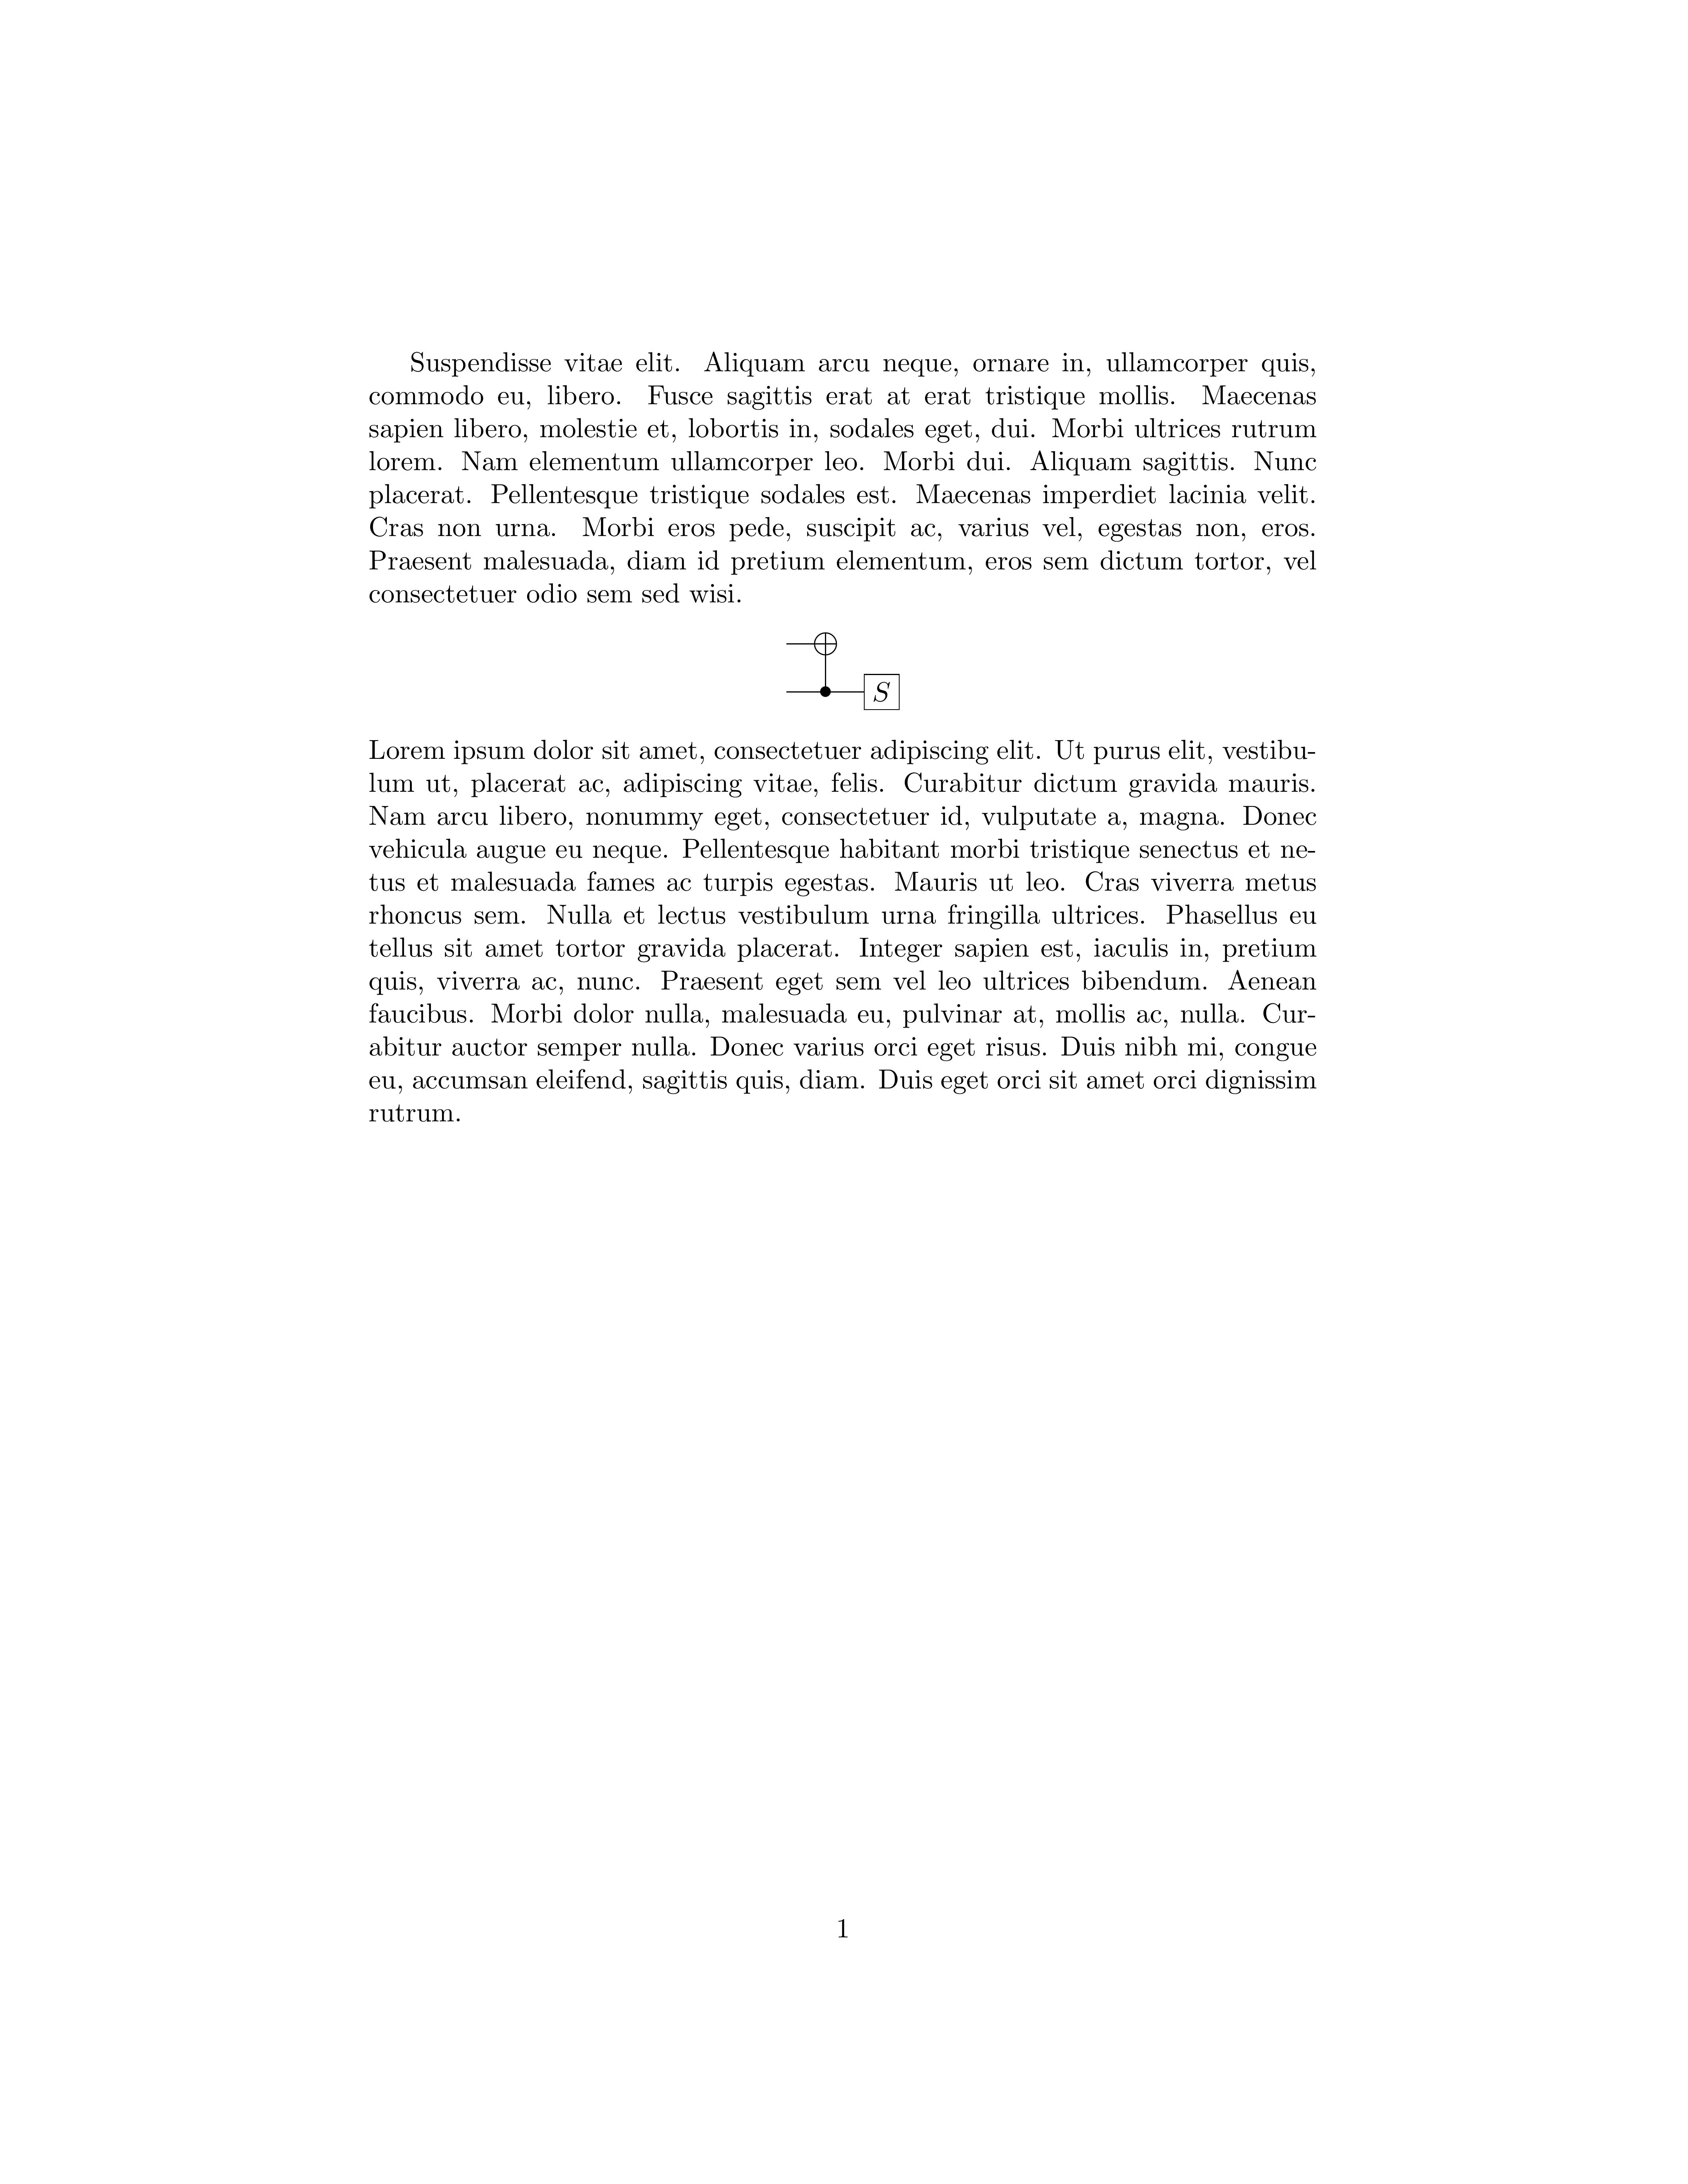 Suspendisse vitae elit. Aliquam arcu neque, ornare in, ullamcorper quis,
commodo eu, libero. Fusce sagittis erat at erat tristique mollis. Maecenas
sapien libero, molestie et, lobortis in, sodales eget, dui. Morbi ultrices rutrum
lorem. Nam elementum ullamcorper leo. Morbi dui. Aliquam sagittis. Nunc
placerat. Pellentesque tristique sodales est. Maecenas imperdiet lacinia velit.
Cras non urna. Morbi eros pede, suscipit ac, varius vel, egestas non, eros.
Praesent malesuada, diam id pretium elementum, eros sem dictum tortor, vel
consectetuer odio sem sed wisi.
S
Lorem ipsum dolor sit amet, consectetuer adipiscing elit. Ut purus elit, vestibu-
lum ut, placerat ac, adipiscing vitae, felis. Curabitur dictum gravida mauris.
Nam arcu libero, nonummy eget, consectetuer id, vulputate a, magna. Donec
vehicula augue eu neque. Pellentesque habitant morbi tristique senectus et ne-
tus et malesuada fames ac turpis egestas. Mauris ut leo. Cras viverra metus
rhoncus sem. Nulla et lectus vestibulum urna fringilla ultrices. Phasellus eu
tellus sit amet tortor gravida placerat. Integer sapien est, iaculis in, pretium
quis, viverra ac, nunc. Praesent eget sem vel leo ultrices bibendum. Aenean
faucibus. Morbi dolor nulla, malesuada eu, pulvinar at, mollis ac, nulla. Cur-
abitur auctor semper nulla. Donec varius orci eget risus. Duis nibh mi, congue
eu, accumsan eleifend, sagittis quis, diam. Duis eget orci sit amet orci dignissim
rutrum.
1